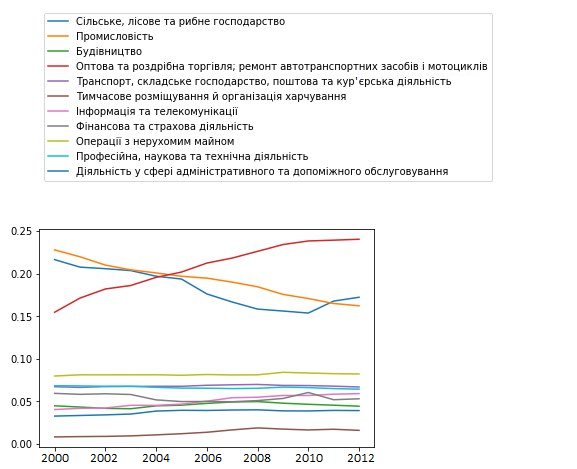 Сільське, лісове та рибне господарство
Промисловість
Будівництво
Оптова та роздрібна торгівля; ремонт автотранспортних засобів і мотоциклів
Транспорт, складське господарство, поштова та кур'єрська діяльність
Тимчасове розміщування й організація харчування
Інформація та телекомунікації
Фінансова та страхова діяльність
Операції з нерухомим майном
Професійна, наукова та технічна діяльність
Діяльність у сфері адміністративного та допоміжного обслуговування
0.25
0.20
0.15
0.10
0.05
0.00
2000 2002 2004 2006 2008 2010 2012